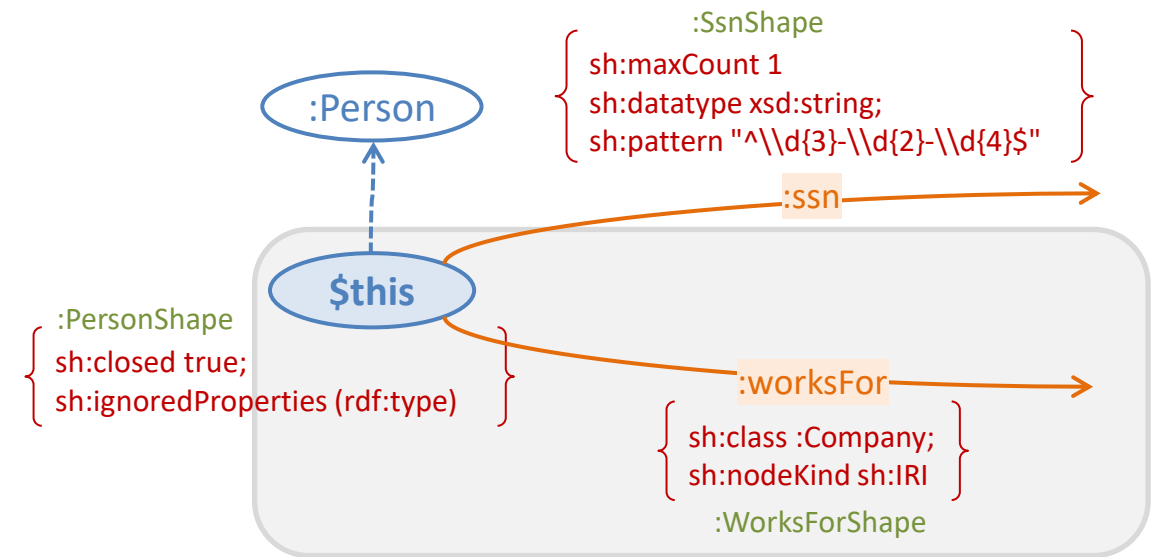 :SsnShape
sh:maxCount 1
sh:datatype xsd:string;
sh:pattern "^\\d{3}-\\d{2}-\\d{4}$"
:Person
:ssn
$this
:PersonShape
sh:closed true;
sh:ignoredProperties (rdf:type)
:worksFor
sh:class :Company;
sh:nodeKind sh:IRI
:WorksForShape